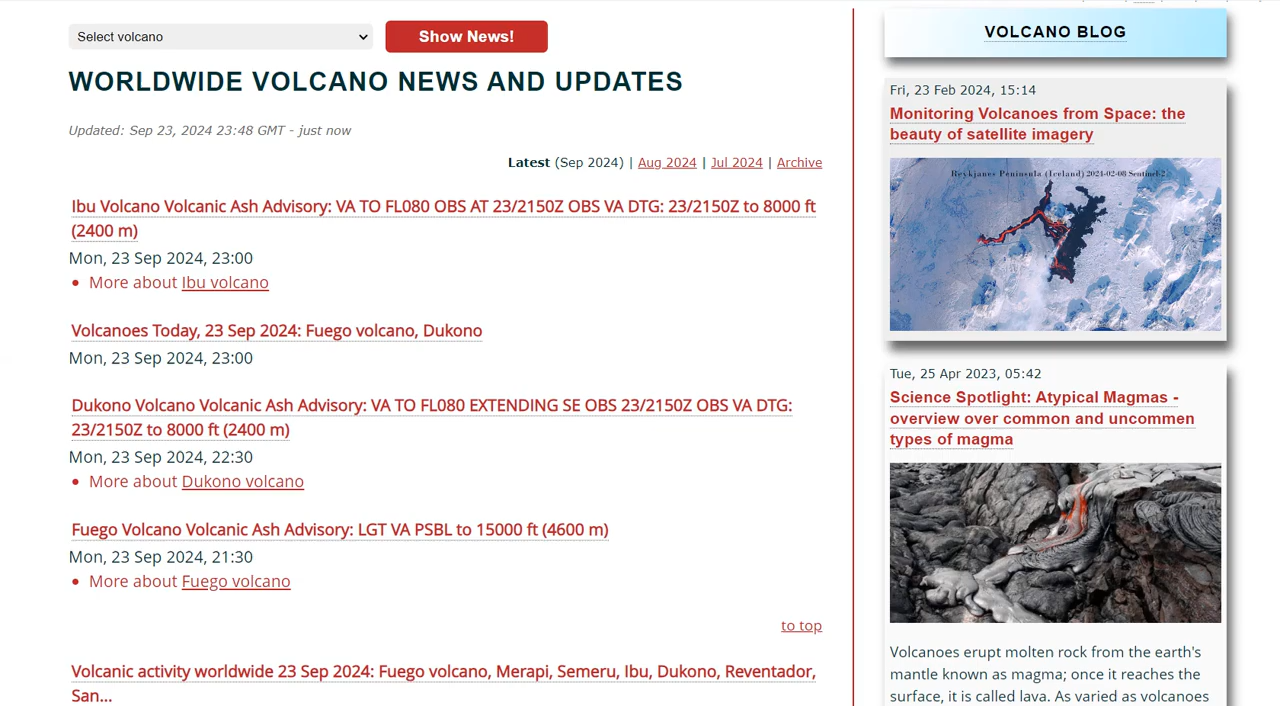 Select volcano
Show News!
WORLDWIDE VOLCANO NEWS AND UPDATES
Updated: Sep 23, 2024 23:48 GMT - just now
Latest (Sep 2024) | Aug 2024 | Jul 2024 | Archive
Ibu Volcano Volcanic Ash Advisory: VA TO FL080 OBS AT 23/2150Z OBS VA DTG: 23/2150Z to 8000 ft
(2400 m)
Mon, 23 Sep 2024, 23:00
• More about Ibu volcano
Volcanoes Today, 23 Sep 2024: Fuego volcano, Dukono
Mon, 23 Sep 2024, 23:00
Dukono Volcano Volcanic Ash Advisory: VA TO FL080 EXTENDING SE OBS 23/2150Z OBS VA DTG:
23/2150Z to 8000 ft (2400 m)
Mon, 23 Sep 2024, 22:30
• More about Dukono volcano
Fuego Volcano Volcanic Ash Advisory: LGT VA PSBL to 15000 ft (4600 m)
Mon, 23 Sep 2024, 21:30
• More about Fuego volcano
to top
Volcanic activity worldwide 23 Sep 2024: Fuego volcano, Merapi, Semeru, Ibu, Dukono, Reventador,
San...
VOLCANO BLOG
Fri, 23 Feb 2024, 15:14
Monitoring Volcanoes from Space: the
beauty of satellite imagery
Reykjanes Peninsula (Iceland) 2024-02-08 Sentinel-2
Tue, 25 Apr 2023, 05:42
Science Spotlight: Atypical Magmas -
overview over common and uncommen
types of magma
Volcanoes erupt molten rock from the earth's
mantle known as magma; once it reaches the
surface, it is called lava. As varied as volcanoes